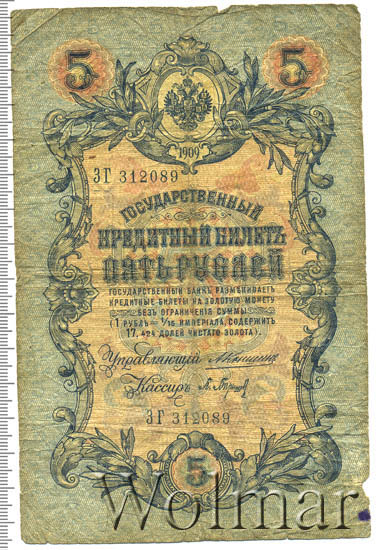 5 5
1909
ЗГ 312089
ГОСУДАРСТВЕННЫЙ
КРЕДИТНЫЙ БИЛЕТЪ
ПЯТЬ РУБЛЕЙ
ГОСУДАРСТВЕННЫЙ БАНКЪ РАЗМѢНИВАЕТЪ
КРЕДИТНЫЕ БИЛЕТЫ НА ЗОЛОТУЮ МОНЕТУ
БЕЗЪ ОГРАНИЧЕНІЯ СУММЫ
(1 РУБЛЬ = 1/15 ИМПЕРІАЛА, СОДЕРЖИТЪ
17,424 ДОЛЕЙ ЧИСТАГО ЗОЛОТА).
Управляющій
Кассиръ
ЗГ 312089
5
Wolmar